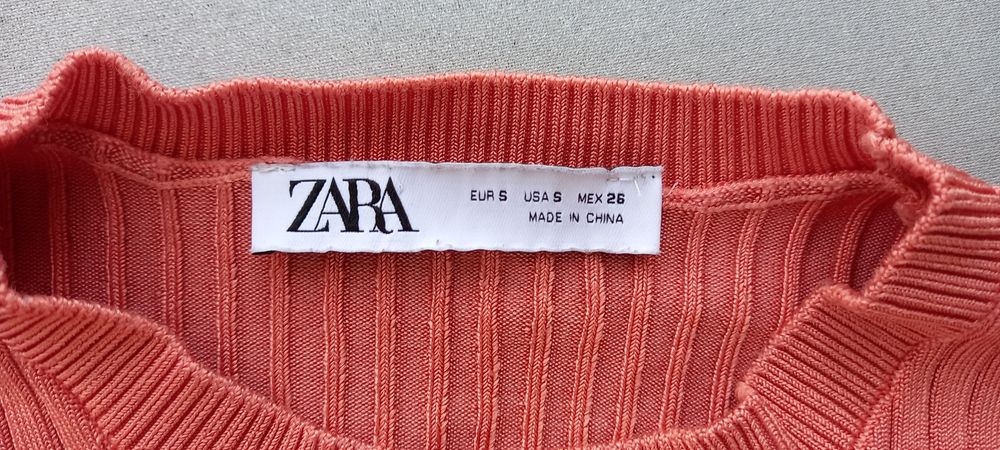 ZARA
EUR S USA S MEX 26
MADE IN CHINA